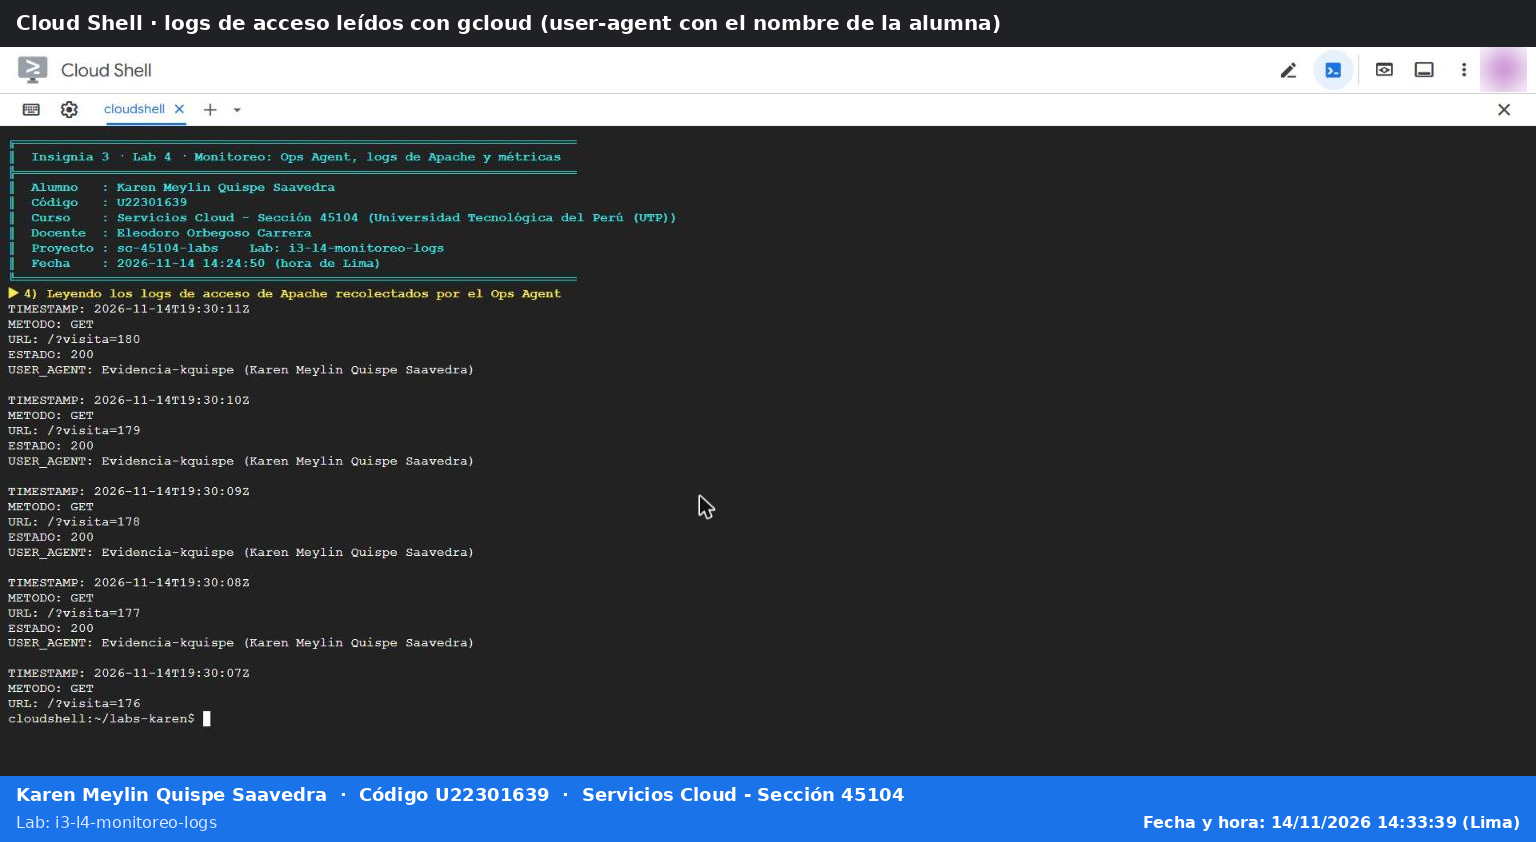 Cloud Shell · logs de acceso leídos con gcloud (user-agent con el nombre de la alumna)
Cloud Shell
cloudshell
Insignia 3 · Lab 4 · Monitoreo: Ops Agent, logs de Apache y métricas
Alumno : Karen Meylin Quispe Saavedra
Código : U22301639
Curso : Servicios Cloud - Sección 45104 (Universidad Tecnológica del Perú (UTP))
Docente : Eleodoro Orbegoso Carrera
Proyecto : sc-45104-labs Lab: i3-l4-monitoreo-logs
Fecha : 2026-11-14 14:24:50 (hora de Lima)
▶ 4) Leyendo los logs de acceso de Apache recolectados por el Ops Agent
TIMESTAMP: 2026-11-14T19:30:11Z
METODO: GET
URL: /?visita=180
ESTADO: 200
USER_AGENT: Evidencia-kquispe (Karen Meylin Quispe Saavedra)
TIMESTAMP: 2026-11-14T19:30:10Z
METODO: GET
URL: /?visita=179
ESTADO: 200
USER_AGENT: Evidencia-kquispe (Karen Meylin Quispe Saavedra)
TIMESTAMP: 2026-11-14T19:30:09Z
METODO: GET
URL: /?visita=178
ESTADO: 200
USER_AGENT: Evidencia-kquispe (Karen Meylin Quispe Saavedra)
TIMESTAMP: 2026-11-14T19:30:08Z
METODO: GET
URL: /?visita=177
ESTADO: 200
USER_AGENT: Evidencia-kquispe (Karen Meylin Quispe Saavedra)
TIMESTAMP: 2026-11-14T19:30:07Z
METODO: GET
URL: /?visita=176
cloudshell:~/labs-karen$
Karen Meylin Quispe Saavedra · Código U22301639 · Servicios Cloud - Sección 45104
Lab: i3-l4-monitoreo-logs
Fecha y hora: 14/11/2026 14:33:39 (Lima)